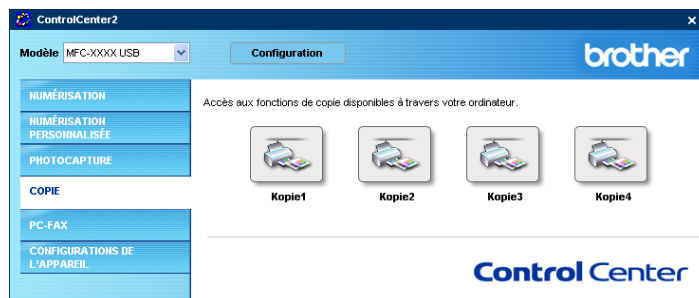 ControlCenter2
Modèle MFC-XXXX USB Configuration brother
NUMÉRISATION
NUMÉRISATION
PERSONNALISÉE
PHOTOCAPTURE
COPIE
PC-FAX
CONFIGURATIONS DE
L'APPAREIL
Accès aux fonctions de copie disponibles à travers votre ordinateur.
Kopie1 Kopie2 Kopie3 Kopie4
Control Center